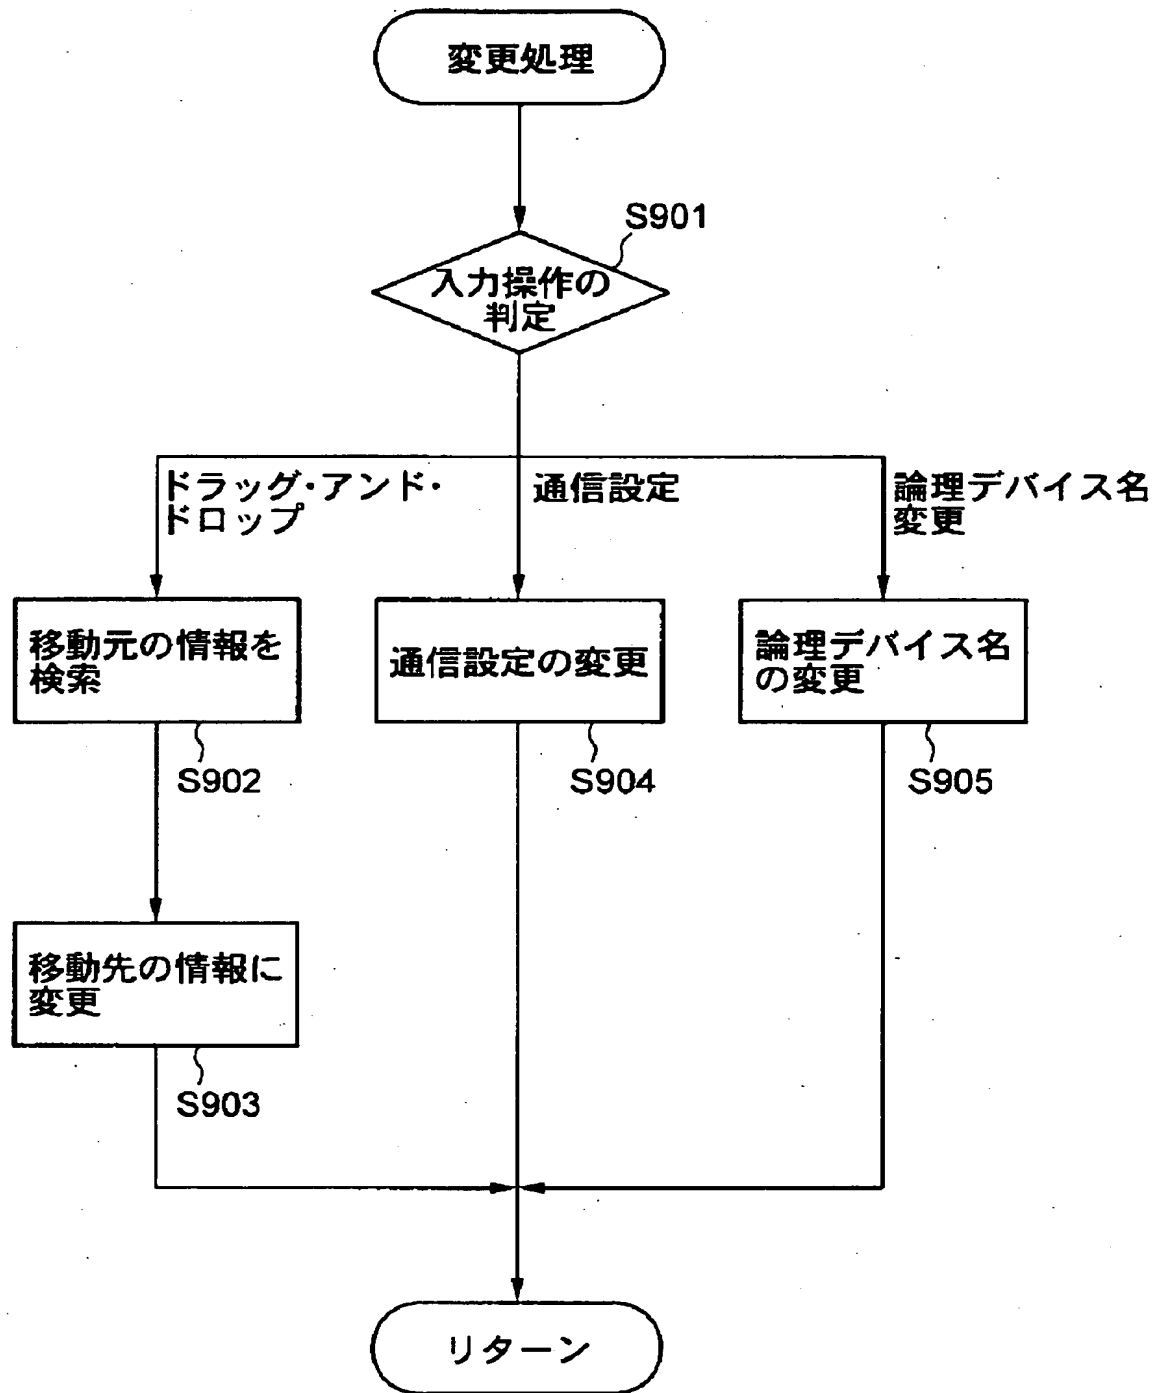 変更処理
S901
入力操作の
判定
ドラッグ・アンド・
ドロップ
通信設定
論理デバイス名
変更
移動元の情報を
検索
S902
通信設定の変更
S904
論理デバイス名
の変更
S905
移動先の情報に
変更
S903
リターン